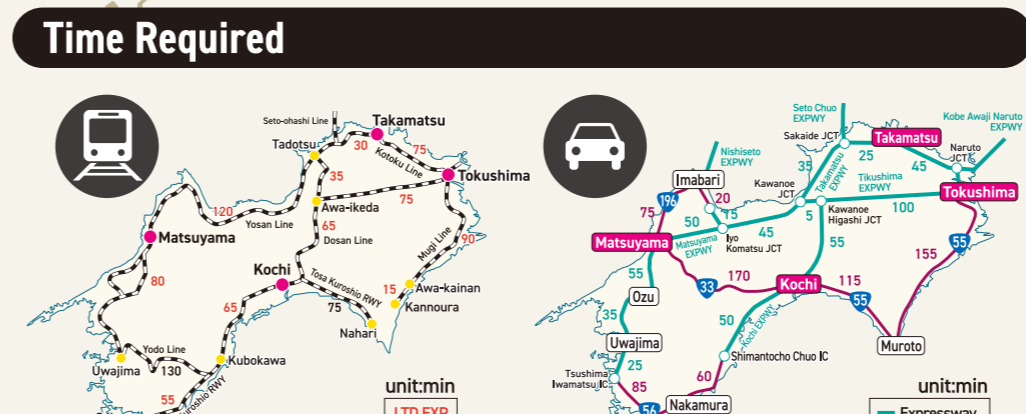 Time Required
Seto-ohashi Line
Takamatsu
Tadotsu
30
75
Kotoku Line
Tokushima
35
75
Awa-ikeda
120
Yosan Line
65
Dosan Line
Mugi Line
90
Matsuyama
80
Kochi
Tosa Kuroshio RWY
75
15
Awa-kainan
Kannoura
Nahari
65
Yodo Line
130
Kubokawa
Uwajima
55
Kuroshio RWY
unit:min
LTD EXP
Seto Chuo
EXPWY
Kobe Awaji Naruto
EXPWY
Sakaide JCT
Takamatsu
25
45
Naruto
JCT
Nishiseto
EXPWY
35
Takamatsu
EXPWY
Imabari
20
Kawanoe
JCT
Tikushima
EXPWY
Tokushima
196
75
15
50
45
5
Kawanoe
Higashi JCT
100
Matsuyama
Matsuyama
EXPWY
Iyo
Komatsu JCT
55
55
155
55
33
170
Kochi
115
55
Ozu
35
50
Kochi EXPWY
Uwajima
Shimantocho Chuo IC
Muroto
25
Tsushima
Iwamatsu IC
85
60
56
Nakamura
unit:min
Expressway